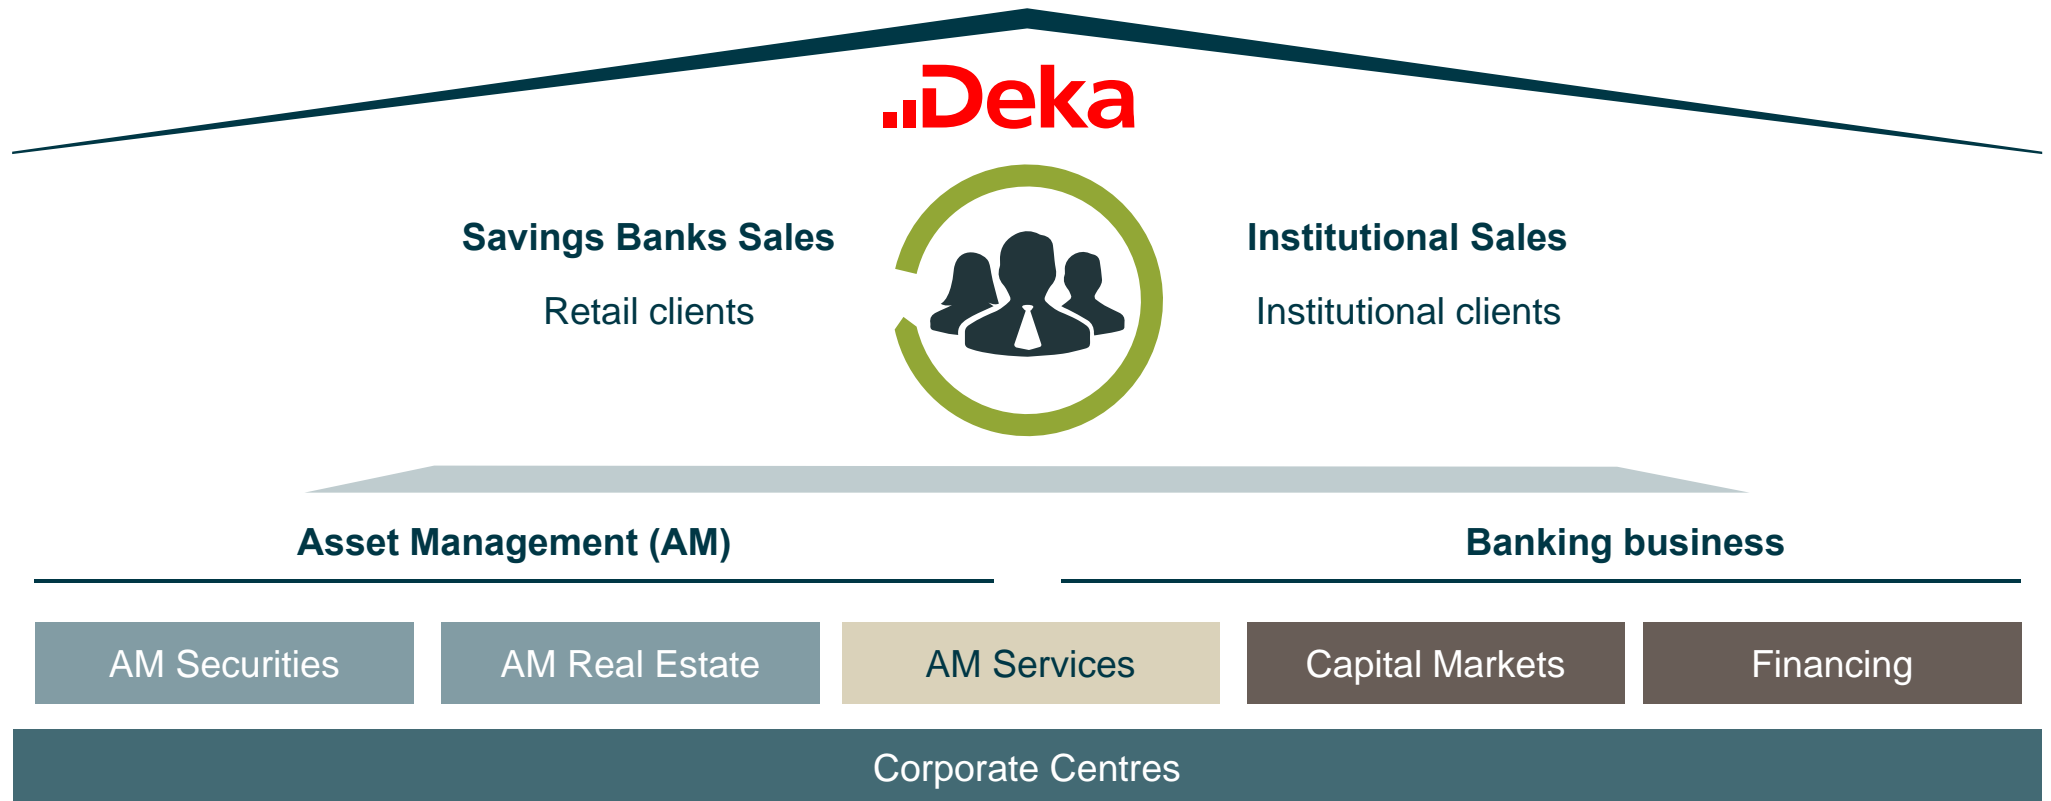 Deka
Savings Banks Sales
Institutional Sales
Retail clients
Institutional clients
Asset Management (AM)
Banking business
AM Securities
AM Real Estate
AM Services
Capital Markets
Financing
Corporate Centres